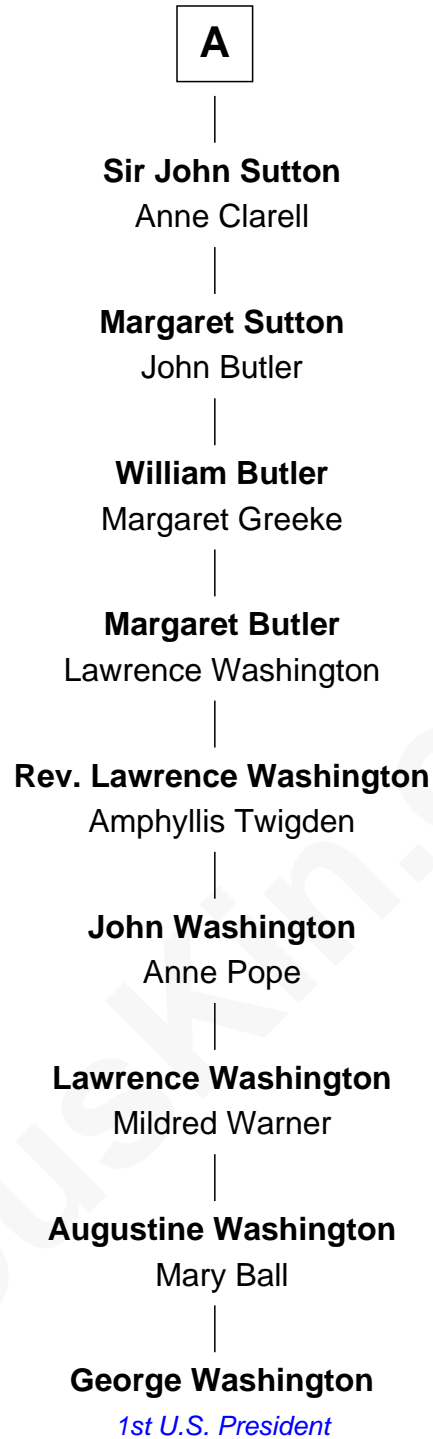 A
Sir John Sutton
Anne Clarell
Margaret Sutton
John Butler
William Butler
Margaret Greeke
Margaret Butler
Lawrence Washington
Rev. Lawrence Washington
Amphyllis Twigden
John Washington
Anne Pope
Lawrence Washington
Mildred Warner
Augustine Washington
Mary Ball
George Washington
1st U.S. President